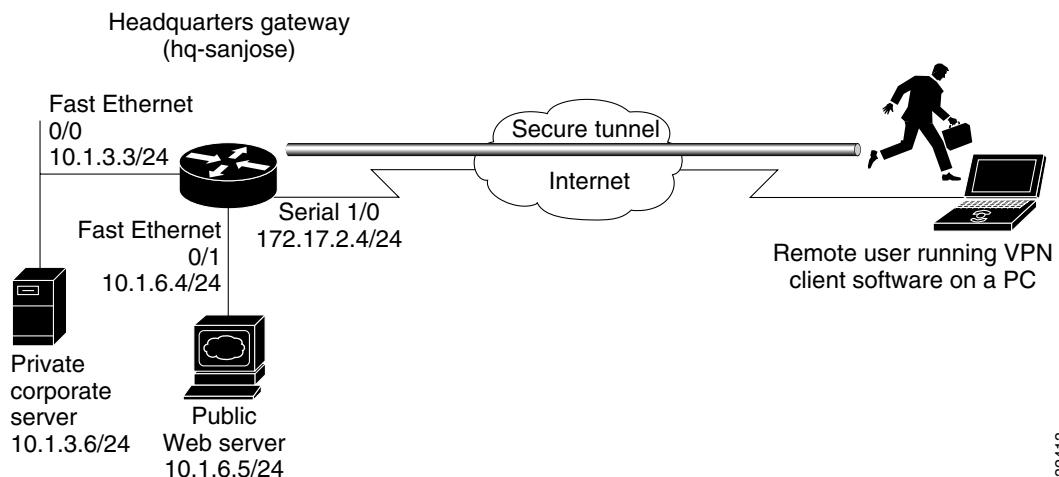 Headquarters gateway
(hq-sanjose)
Fast Ethernet
0/0
10.1.3.3/24
Secure tunnel
Internet
Serial 1/0
172.17.2.4/24
Fast Ethernet
0/1
10.1.6.4/24
Remote user running VPN
client software on a PC
Private
corporate
server
10.1.3.6/24
Public
Web server
10.1.6.5/24